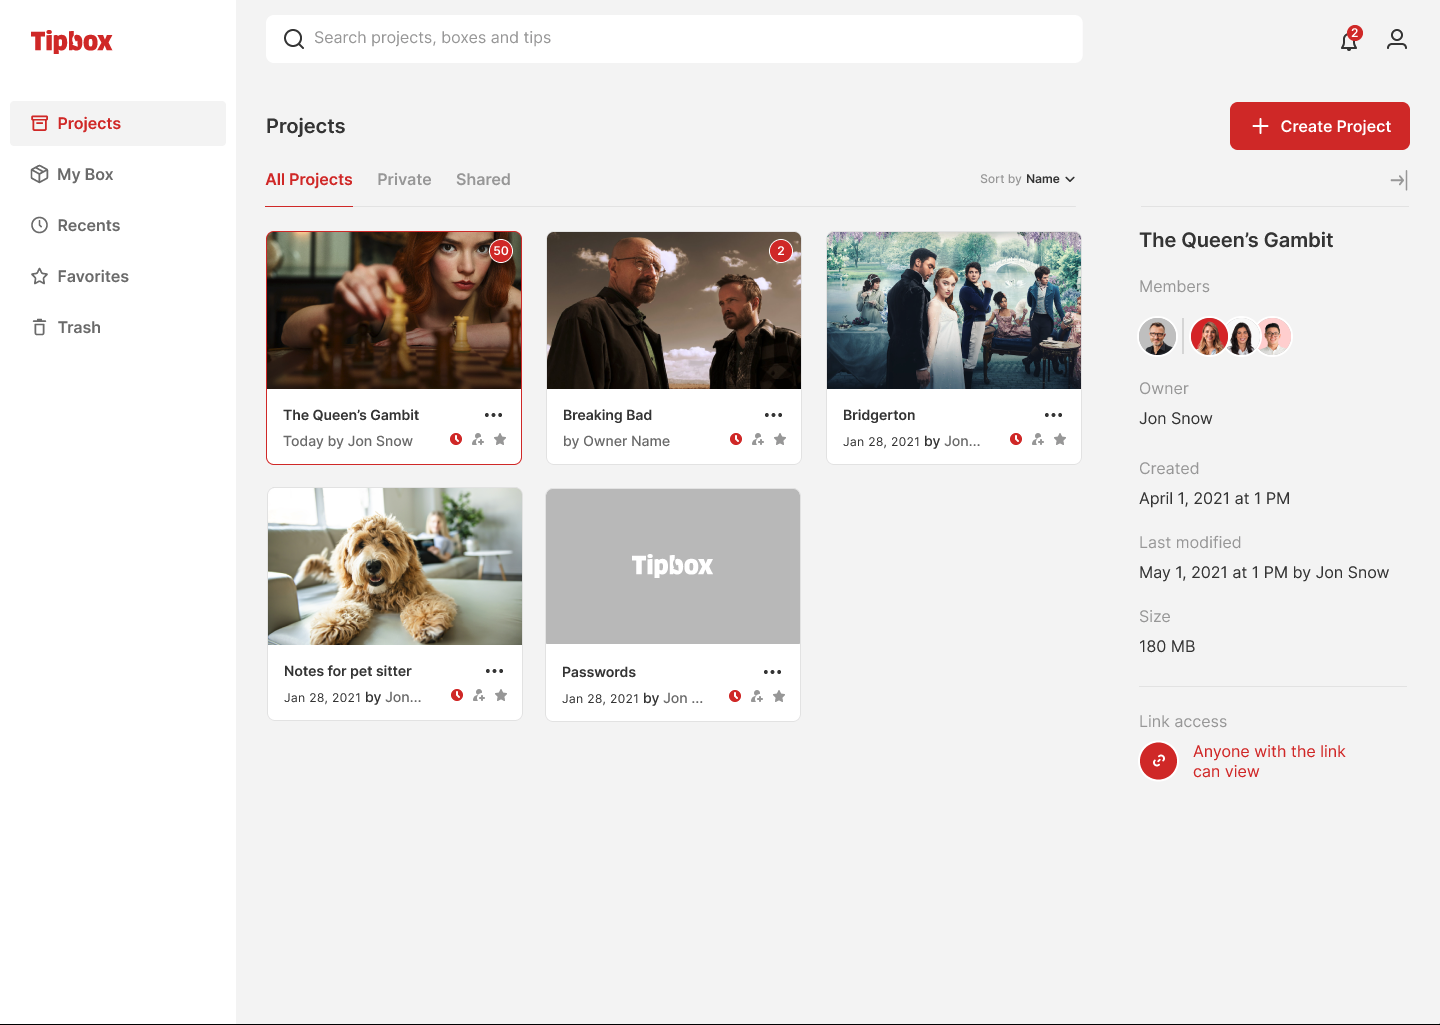 Tipbox
Search projects, boxes and tips
2
Projects
My Box
Recents
Favorites
Trash
Projects
Create Project
All Projects
Private
Shared
Sort by Name
50
The Queen’s Gambit
Today by Jon Snow
2
Breaking Bad
by Owner Name
Bridgerton
Jan 28, 2021 by Jon...
Notes for pet sitter
Jan 28, 2021 by Jon...
Tipbox
Passwords
Jan 28, 2021 by Jon ...
The Queen’s Gambit
Members
Owner
Jon Snow
Created
April 1, 2021 at 1 PM
Last modified
May 1, 2021 at 1 PM by Jon Snow
Size
180 MB
Link access
Anyone with the link
can view